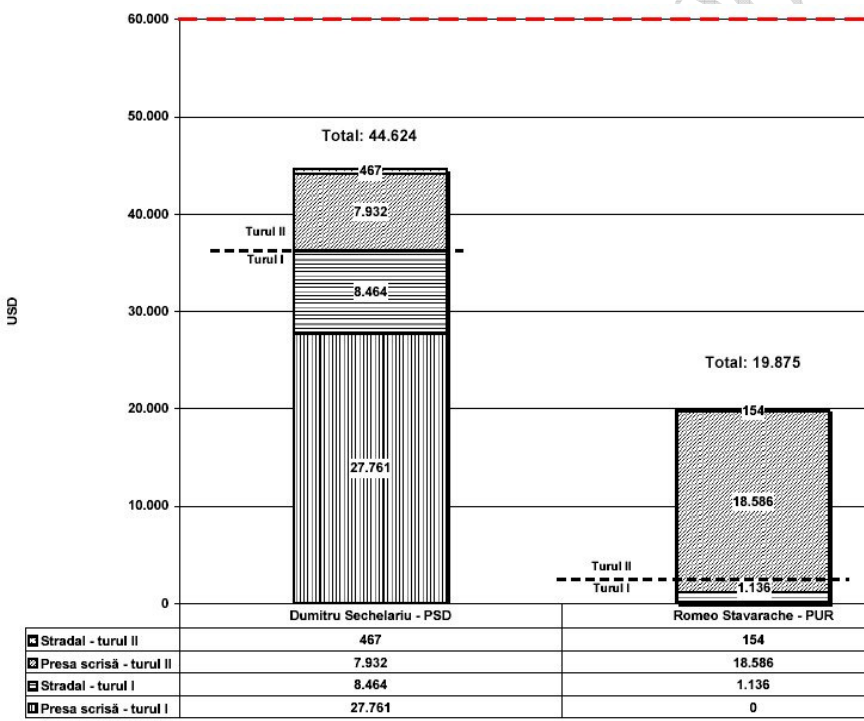 60.000
50.000
Total: 44.624
467
7.932
40.000
Turul II
Turul I
8.464
30.000
USD
Total: 19.875
20.000
154
27.761
18.586
10.000
Turul II
Turul I
1.136
0
Dumitru Sechelariu - PSD Romeo Stavarache - PUR
Stradal - turul II 467 154
Presa scrisă - turul II 7.932 18.586
Stradal - turul I 8.464 1.136
Presa scrisă - turul I 27.761 0